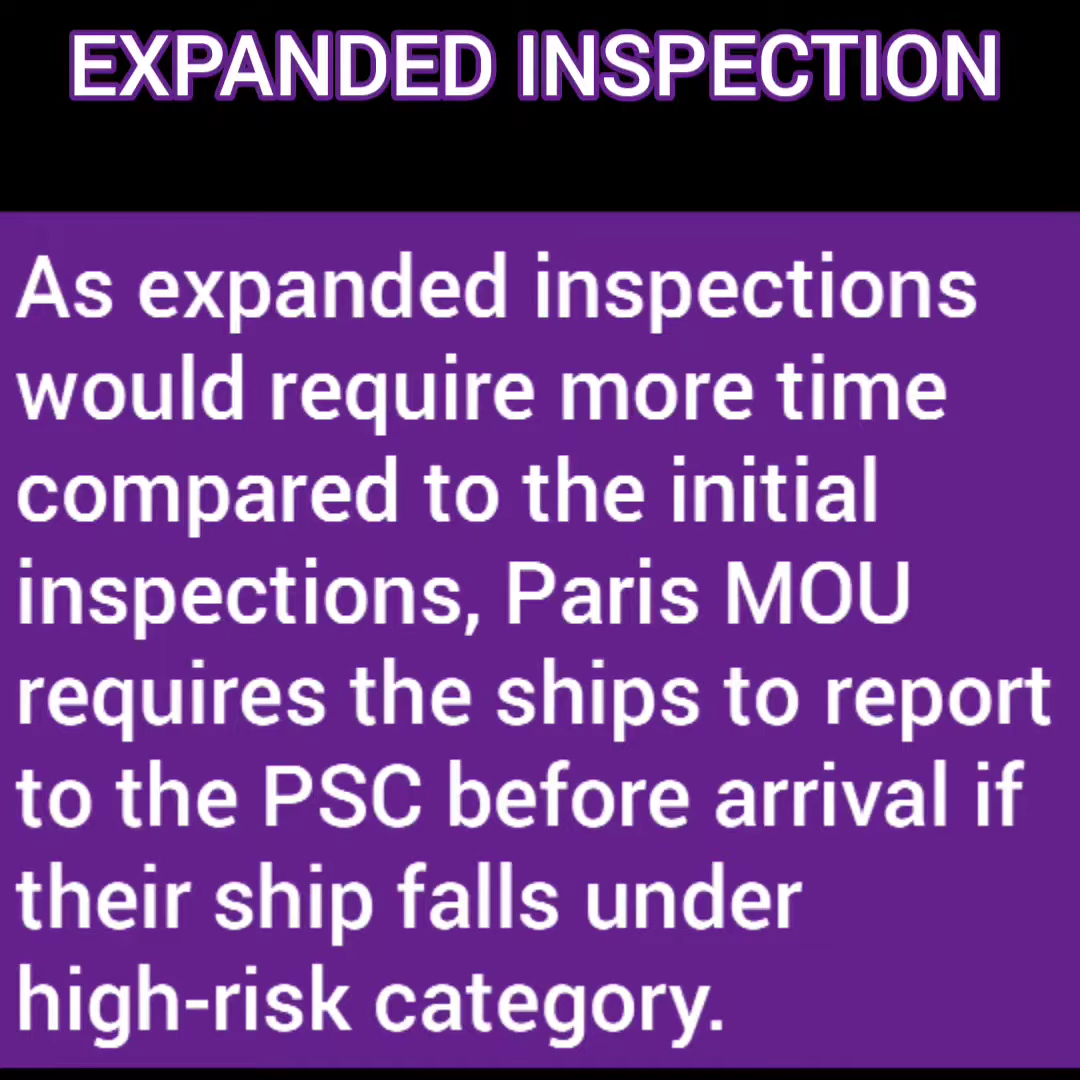 EXPANDED INSPECTION
As expanded inspections
would require more time
compared to the initial
inspections, Paris MOU
requires the ships to report
to the PSC before arrival if
their ship falls under
high-risk category.